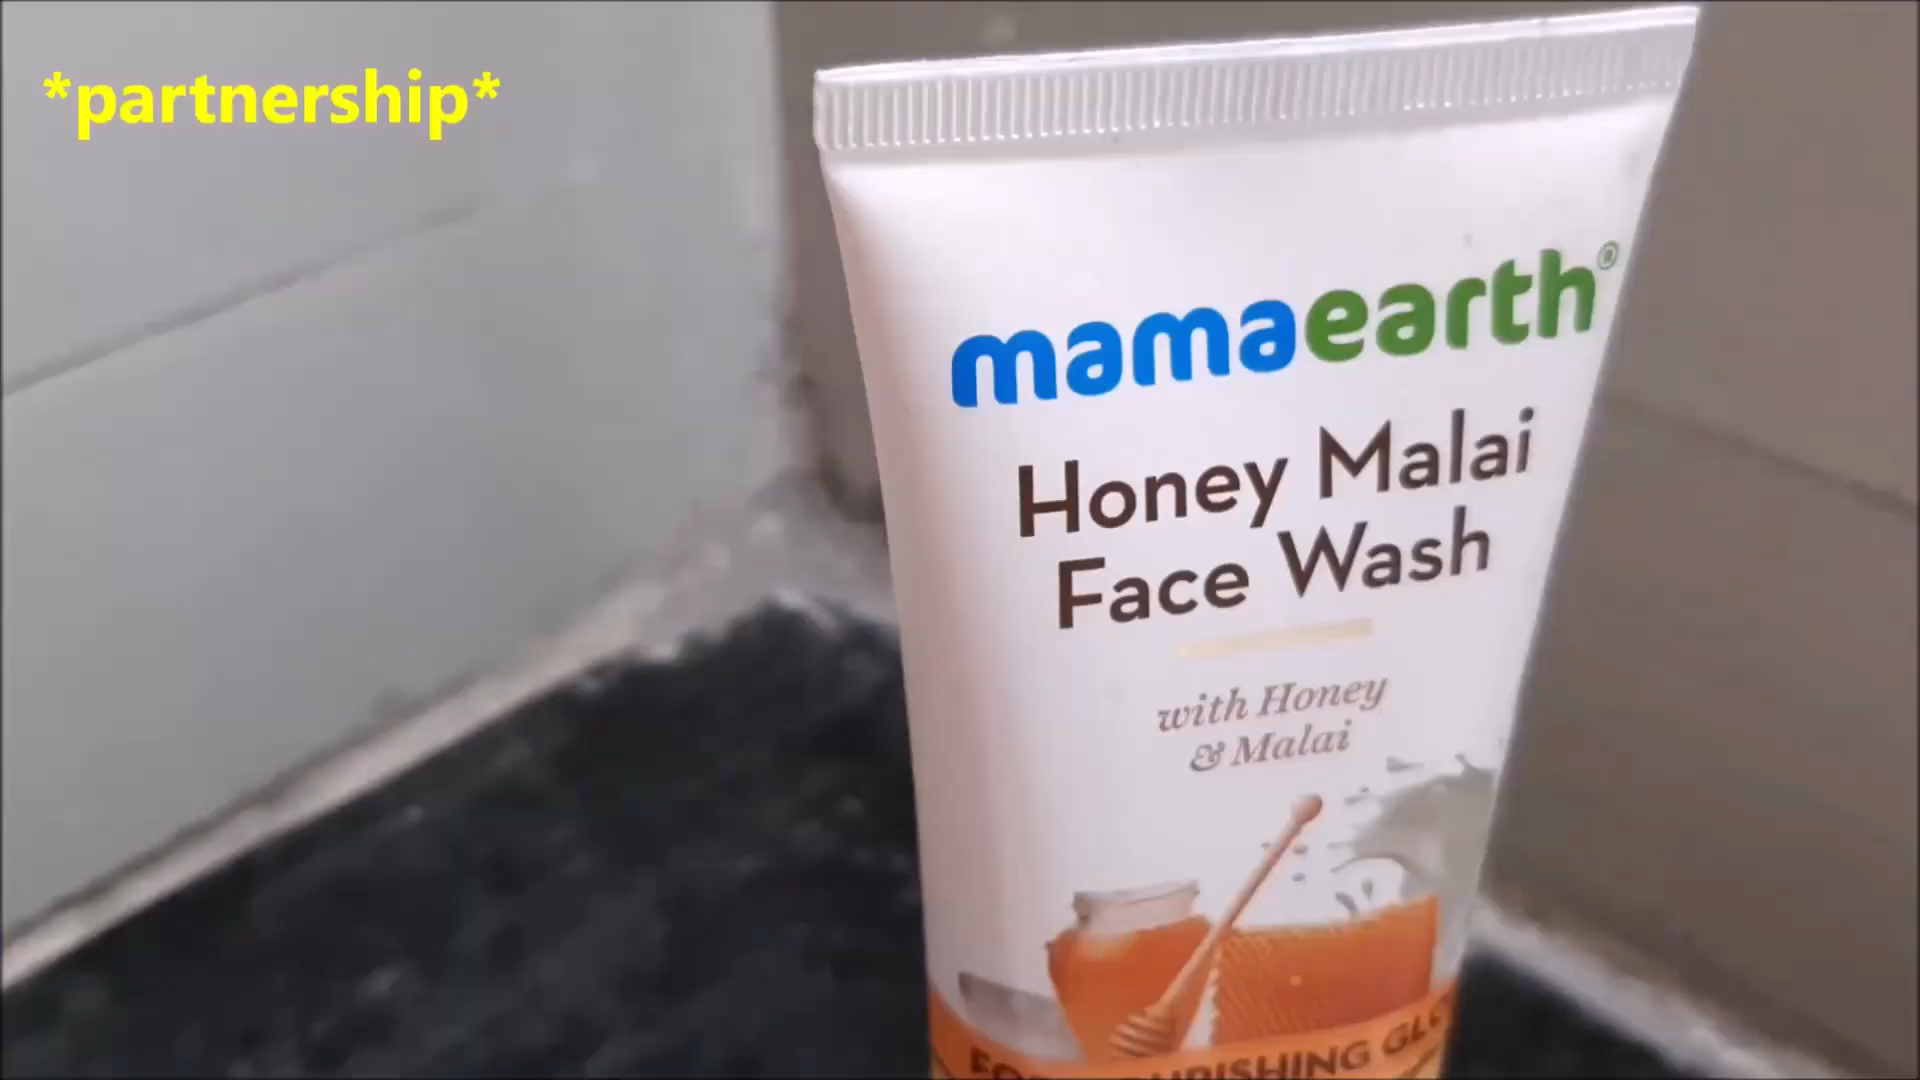 *partnership*
mamaearth®
Honey Malai
Face Wash
with Honey
& Malai